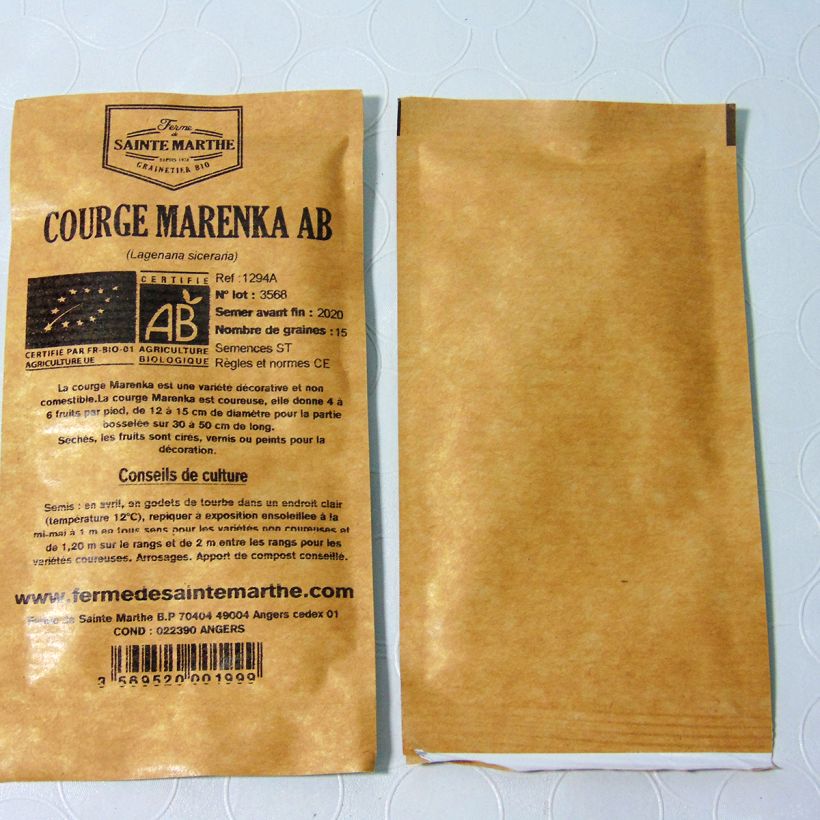 Ferme
de
SAINTE MARTHE
DEPUIS 1974
GRAINETIER BIO
COURGE MARENKA AB
(Lagenaria siceraria)
CERTIFIÉ
AB
AGRICULTURE
BIOLOGIQUE
CERTIFIÉ PAR FR-BIO-01
AGRICULTURE UE
Ref : 1294A
N° lot : 3568
Semer avant fin : 2020
Nombre de graines : 15
Semences ST
Règles et normes CE
La courge Marenka est une variété décorative et non
comestible.La courge Marenka est coureuse, elle donne 4 à
6 fruits par pied, de 12 à 15 cm de diamètre pour la partie
bosselée sur 30 à 50 cm de long.
Séchés, les fruits sont cirés, vernis ou peints pour la
décoration.
Conseils de culture
Semis : en avril, en godets de tourbe dans un endroit clair
(température 12°C), repiquer à exposition ensoleillée à la
mi-mai à 1 m en tous sens pour les variétés non coureuses et
de 1,20 m sur le rangs et de 2 m entre les rangs pour les
variétés coureuses. Arrosages. Apport de compost conseillé.
www.fermedesaintemarthe.com
Ferme de Sainte Marthe B.P 70404 49004 Angers cedex 01
COND : 022390 ANGERS
3 569520 001999